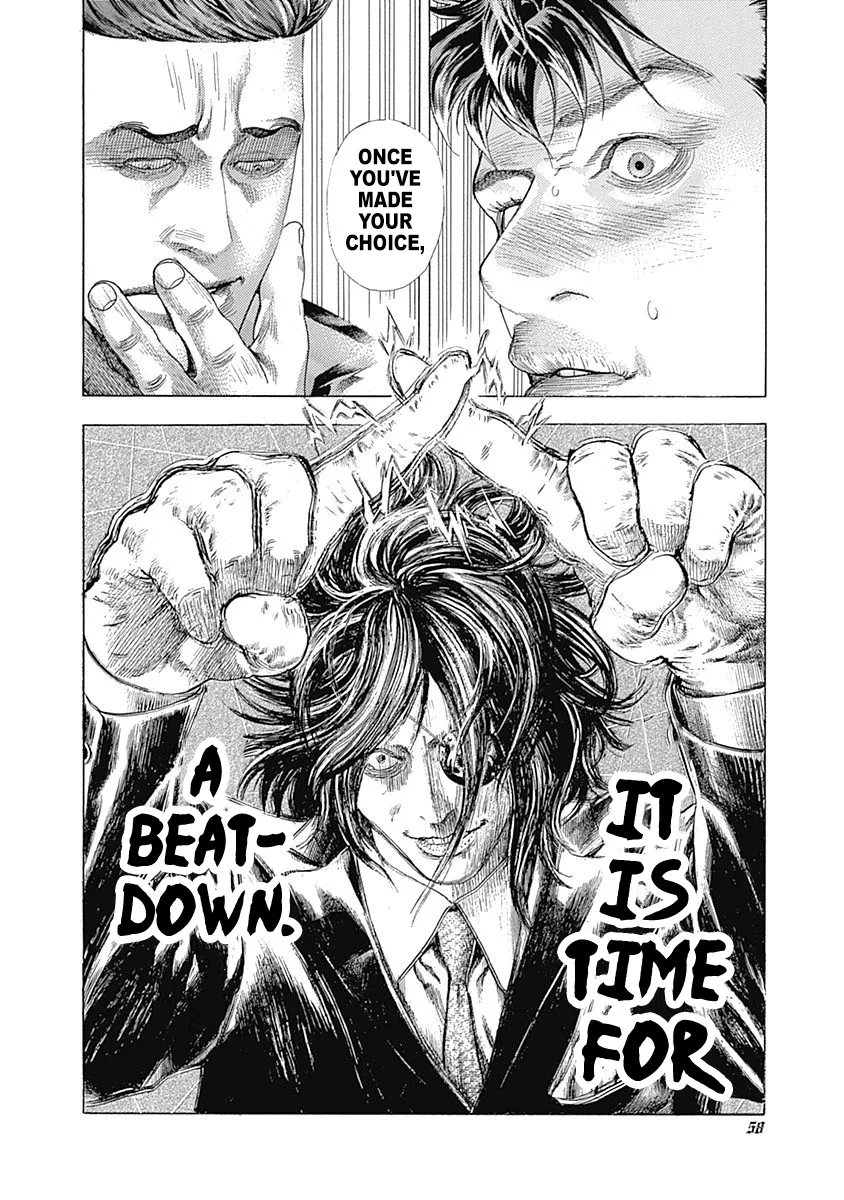 ONCE
YOU'VE
MADE
YOUR
CHOICE,
IT
IS
TIME
FOR
A
BEAT-
DOWN.
58